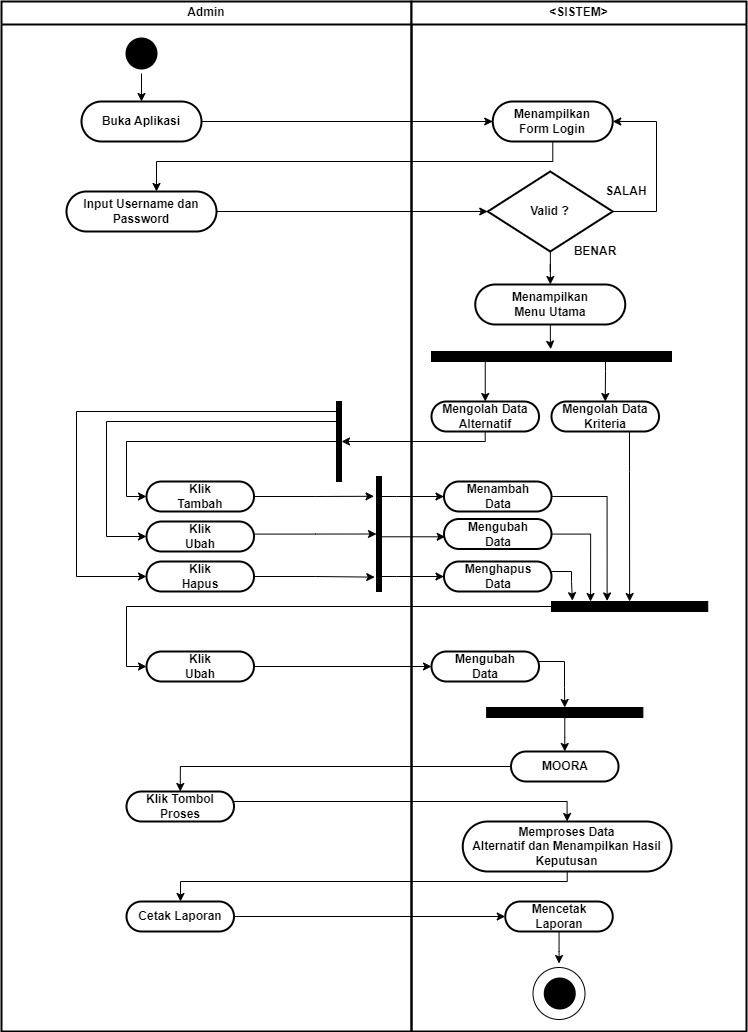 Admin
<SISTEM>
Buka Aplikasi
Menampilkan
Form Login
Input Username dan
Password
Valid ?
SALAH
BENAR
Menampilkan
Menu Utama
Mengolah Data
Alternatif
Mengolah Data
Kriteria
Klik
Tambah
Menambah
Data
Klik
Ubah
Mengubah
Data
Klik
Hapus
Menghapus
Data
Klik
Ubah
Mengubah
Data
MOORA
Klik Tombol
Proses
Memproses Data
Alternatif dan Menampilkan Hasil
Keputusan
Cetak Laporan
Mencetak
Laporan